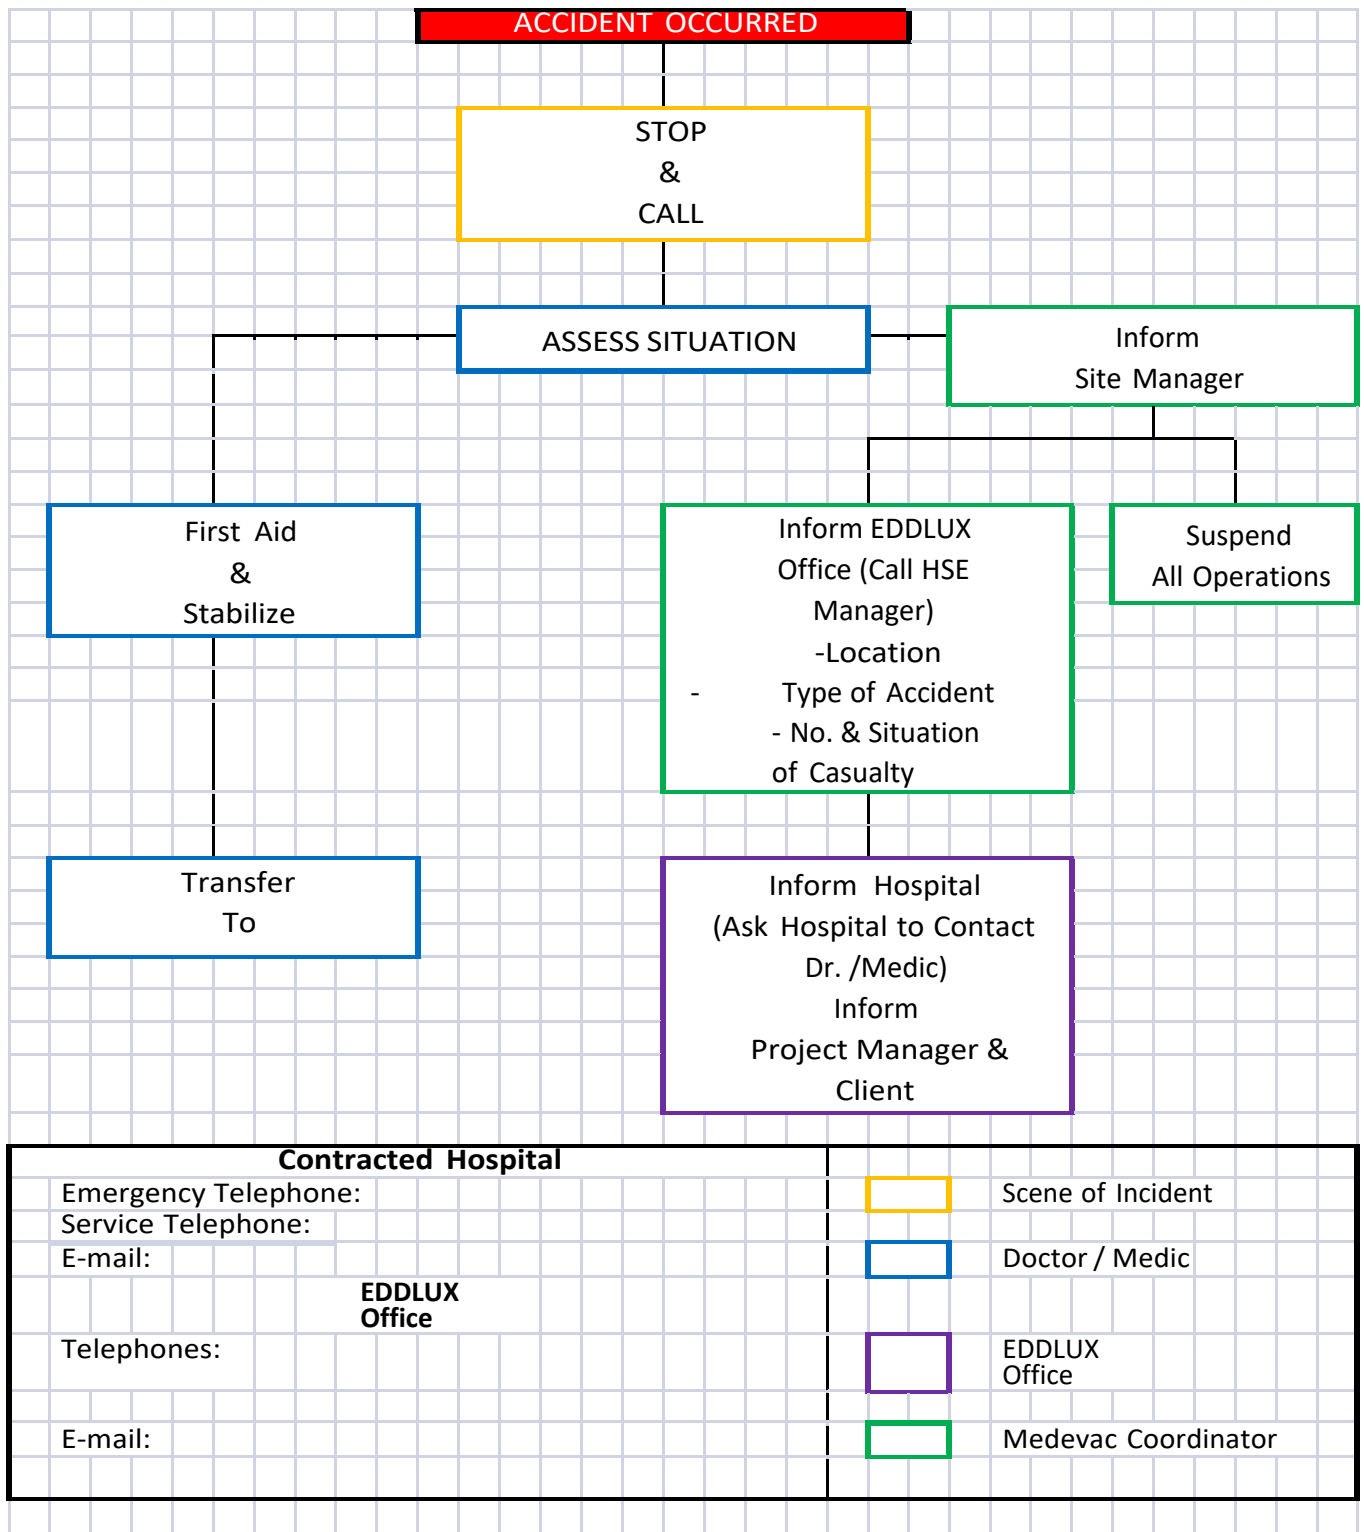 ACCIDENT OCCURRED
STOP
&
CALL
ASSESS SITUATION
Inform
Site Manager
First Aid
&
Stabilize
Inform EDDLUX
Office (Call HSE
Manager)
-Location
- Type of Accident
- No. & Situation
of Casualty
Suspend
All Operations
Transfer
To
Inform Hospital
(Ask Hospital to Contact
Dr. /Medic)
Inform
Project Manager &
Client
Contracted Hospital
Emergency Telephone:
Service Telephone:
E-mail:
EDDLUX
Office
Telephones:
E-mail:
Scene of Incident
Doctor / Medic
EDDLUX
Office
Medevac Coordinator